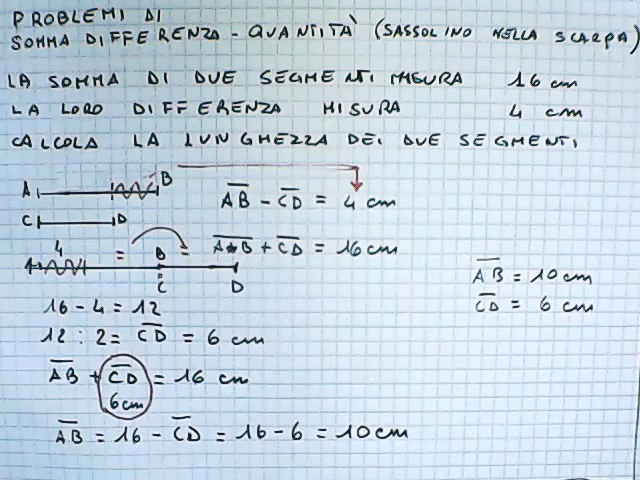 PROBLEMI DI
SOMMA DIFFERENZA - QUANTITÀ (SASSOLINO NELLA SCARPA)
LA SOMMA DI DUE SEGMENTI MISURA 16 cm
LA LORO DIFFERENZA MISURA 4 cm
CALCOLA LA LUNGHEZZA DEI DUE SEGMENTI
A B
C D
AB - CD = 4 cm
4 = =
AB + CD = 16 cm
A B
C D
AB = 10 cm
CD = 6 cm
16 - 4 = 12
12 : 2 = CD = 6 cm
AB + CD = 16 cm
6 cm
AB = 16 - CD = 16 - 6 = 10 cm